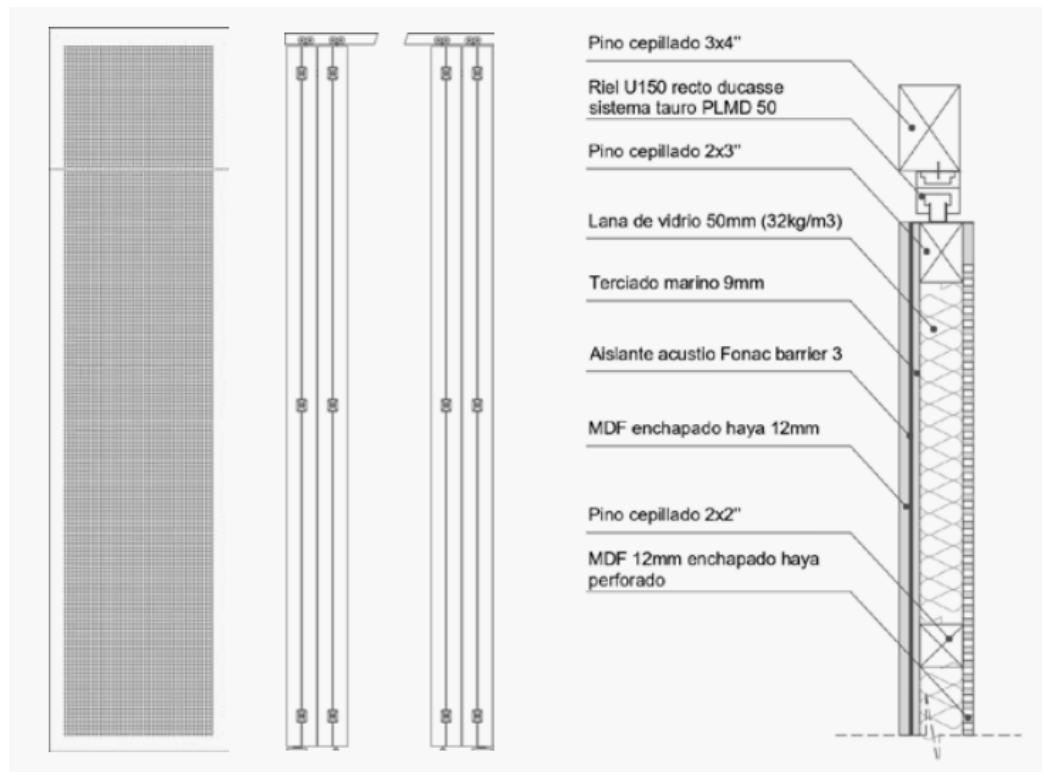 Pino cepillado 3x4"
Riel U150 recto ducasse
sistema tauro PLMD 50
Pino cepillado 2x3"
Lana de vidrio 50mm (32kg/m3)
Terciado marino 9mm
Aislante acustio Fonac barrier 3
MDF enchapado haya 12mm
Pino cepillado 2x2"
MDF 12mm enchapado haya
perforado